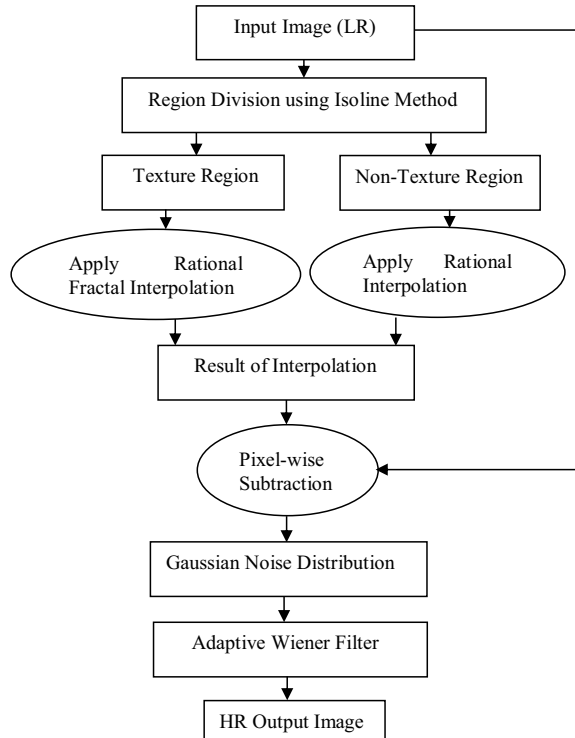 Input Image (LR)
Region Division using Isoline Method
Texture Region
Non-Texture Region
Apply Rational
Fractal Interpolation
Apply Rational
Interpolation
Result of Interpolation
Pixel-wise
Subtraction
Gaussian Noise Distribution
Adaptive Wiener Filter
HR Output Image